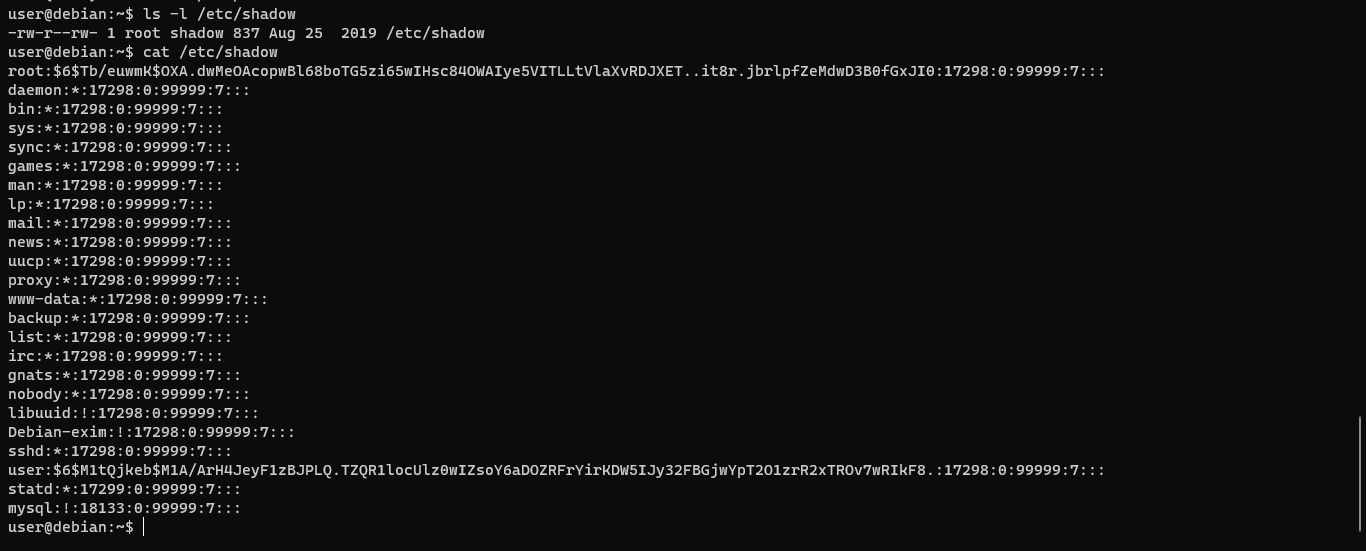 user@debian:~$ ls -l /etc/shadow
-rw-r--rw- 1 root shadow 837 Aug 25  2019 /etc/shadow
user@debian:~$ cat /etc/shadow
root:$6$Tb/euwmK$OXA.dwMeOAcopwBl68boTG5zi65wIHsc84OWAIye5VITLLtVlaXvRDJXET..it8r.jbrlpfZeMdwD3B0fGxJI0:17298:0:99999:7:::
daemon:*:17298:0:99999:7:::
bin:*:17298:0:99999:7:::
sys:*:17298:0:99999:7:::
sync:*:17298:0:99999:7:::
games:*:17298:0:99999:7:::
man:*:17298:0:99999:7:::
lp:*:17298:0:99999:7:::
mail:*:17298:0:99999:7:::
news:*:17298:0:99999:7:::
uucp:*:17298:0:99999:7:::
proxy:*:17298:0:99999:7:::
www-data:*:17298:0:99999:7:::
backup:*:17298:0:99999:7:::
list:*:17298:0:99999:7:::
irc:*:17298:0:99999:7:::
gnats:*:17298:0:99999:7:::
nobody:*:17298:0:99999:7:::
libuuid:!:17298:0:99999:7:::
Debian-exim:!:17298:0:99999:7:::
sshd:*:17298:0:99999:7:::
user:$6$M1tQjkeb$M1A/ArH4JeyF1zBJPLQ.TZQR1locUlz0wIZsoY6aDOZRFrYirKDW5IJy32FBGjwYpT2O1zrR2xTROv7wRIkF8.:17298:0:99999:7:::
statd:*:17299:0:99999:7:::
mysql:!:18133:0:99999:7:::
user@debian:~$